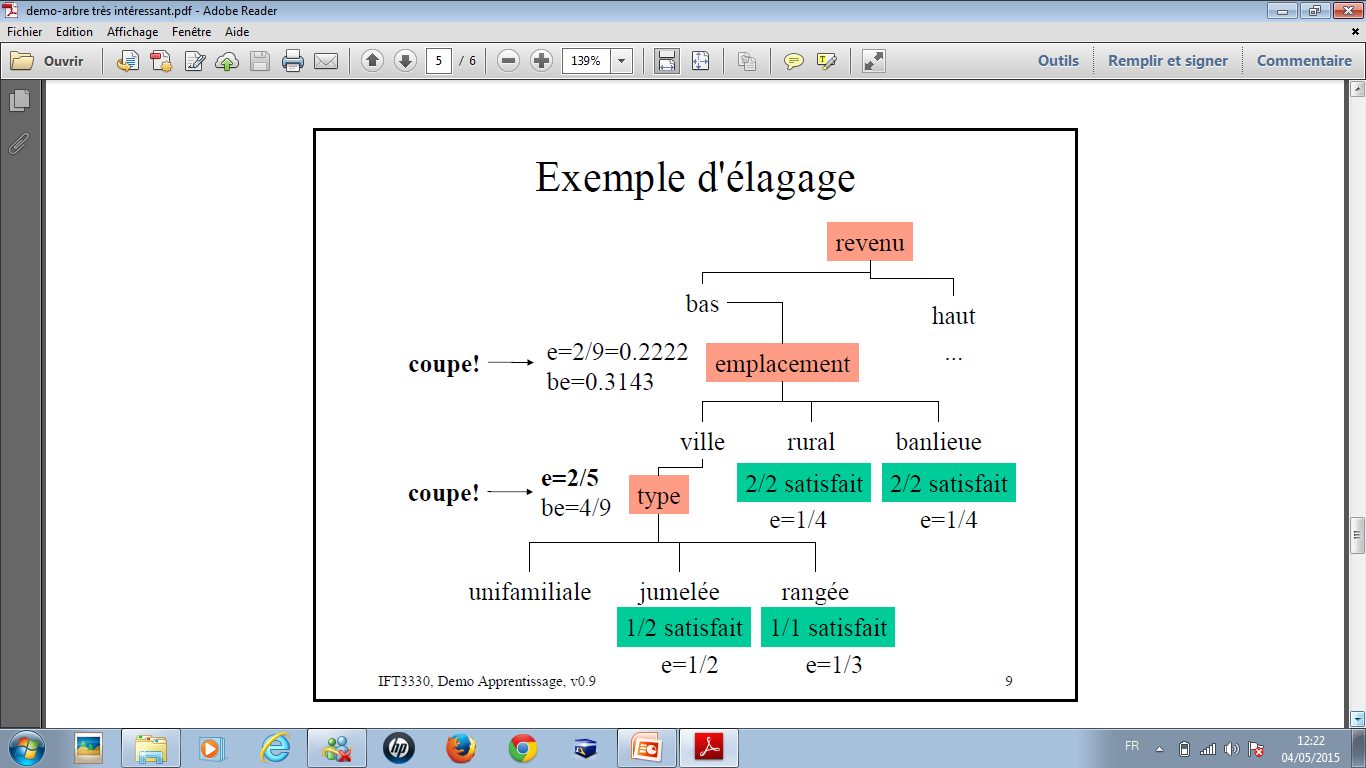 demo-arbre très intéressant.pdf - Adobe Reader
Fichier Edition Affichage Fenêtre Aide
Ouvrir 5 / 6 139% Outils Remplir et signer Commentaire
Exemple d'élagage
revenu
bas
haut
...
coupe!
e=2/9=0.2222
be=0.3143
emplacement
ville rural banlieue
coupe!
e=2/5
be=4/9
type
2/2 satisfait 2/2 satisfait
e=1/4 e=1/4
unifamiliale jumelée rangée
1/2 satisfait 1/1 satisfait
e=1/2 e=1/3
IFT3330, Demo Apprentissage, v0.9 9
hp
FR 12:22
04/05/2015